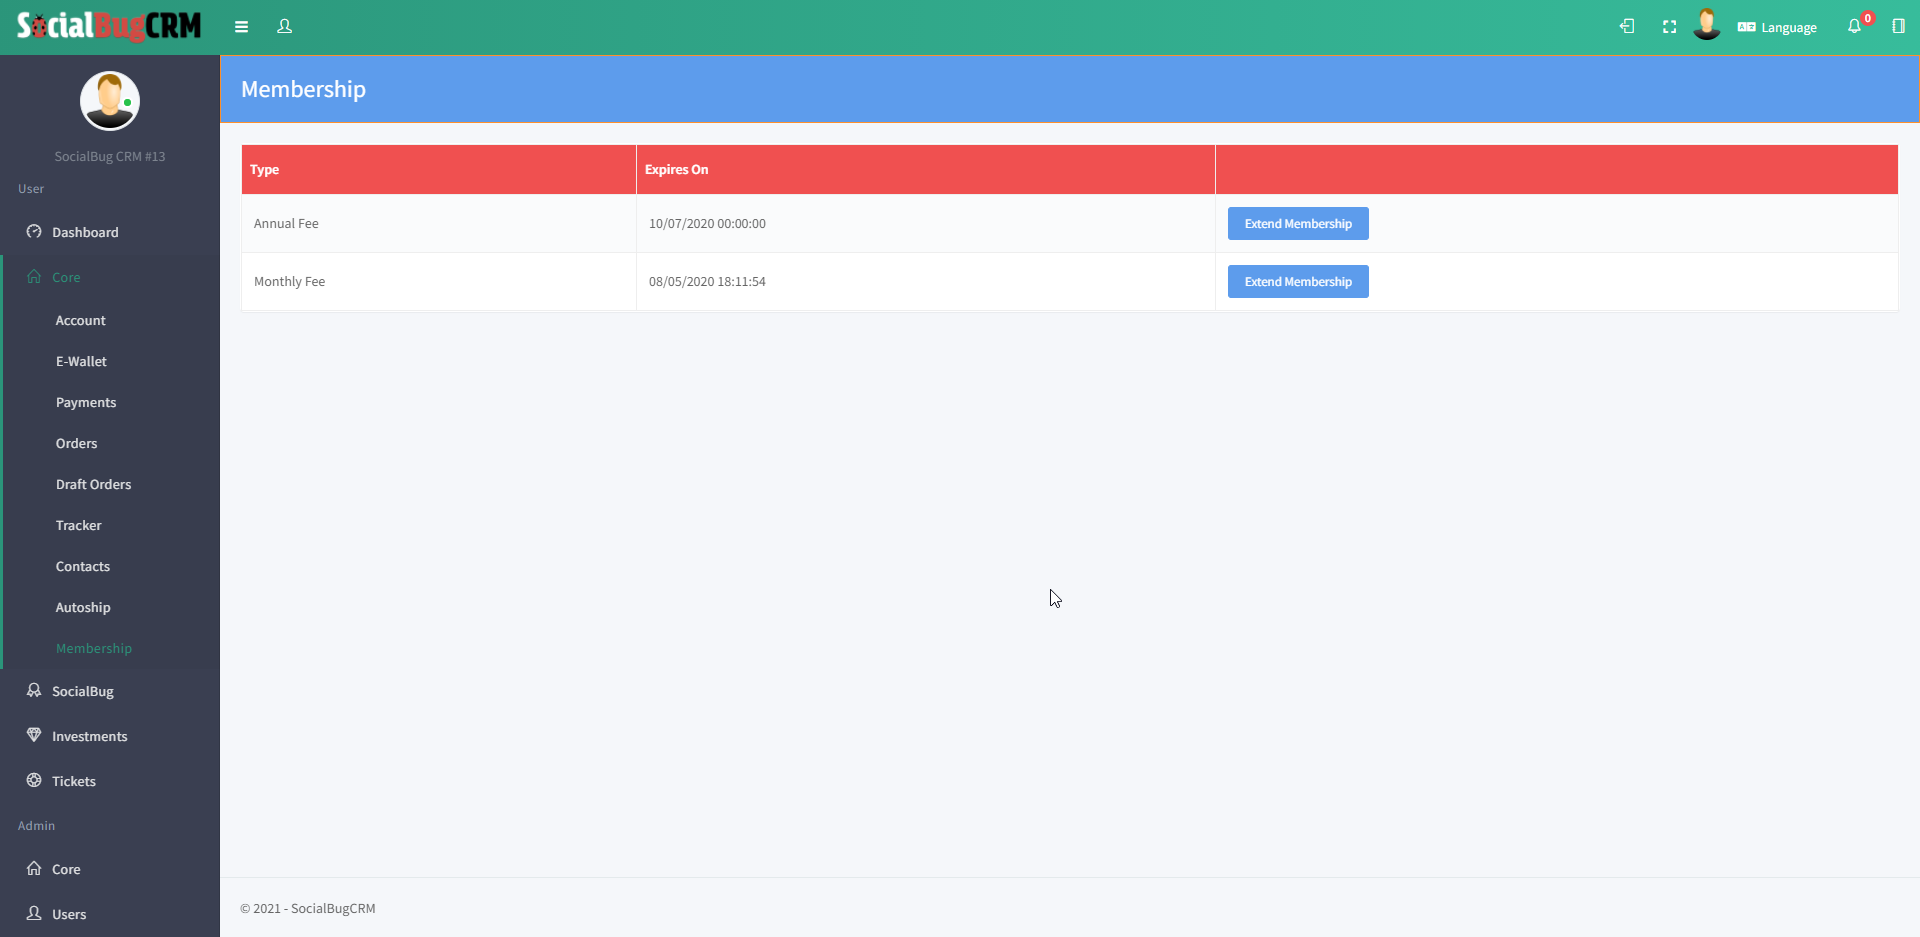 SocialBugCRM
Language
0
SocialBug CRM #13
User
Dashboard
Core
Account
E-Wallet
Payments
Orders
Draft Orders
Tracker
Contacts
Autoship
Membership
SocialBug
Investments
Tickets
Admin
Core
Users
Membership
Type Expires On
Annual Fee 10/07/2020 00:00:00 Extend Membership
Monthly Fee 08/05/2020 18:11:54 Extend Membership
© 2021 - SocialBugCRM